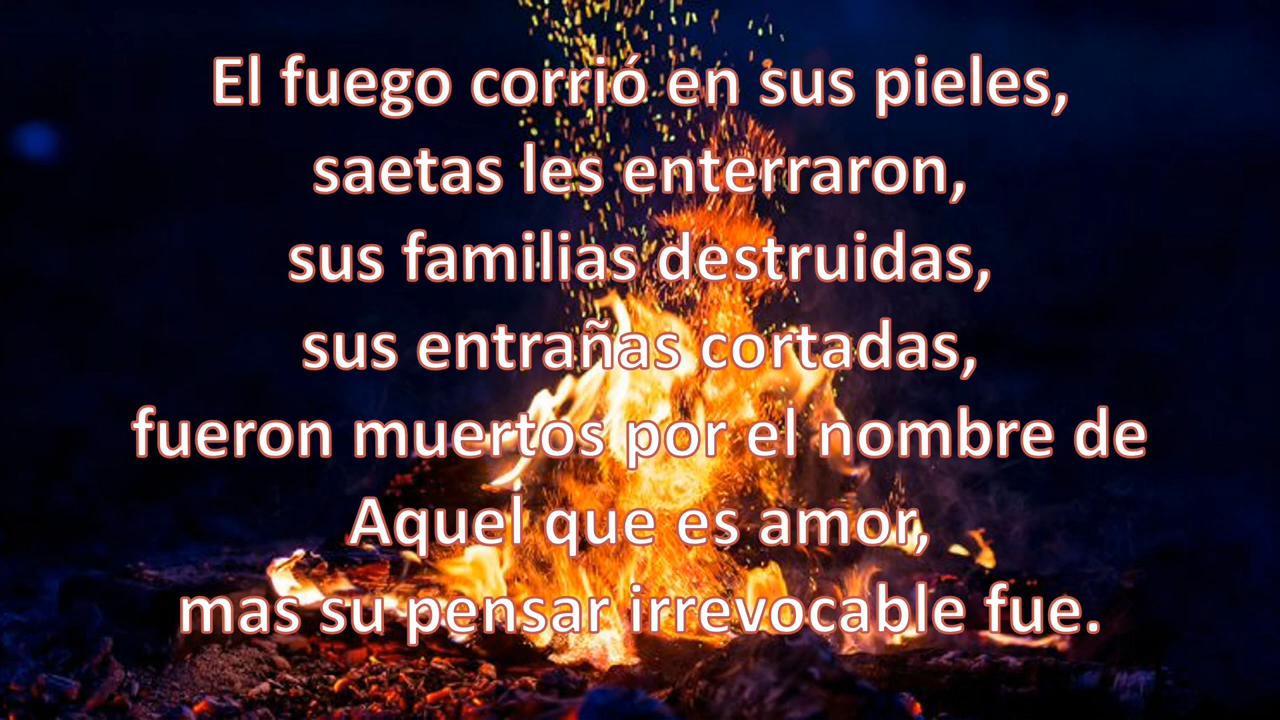 El fuego corrió en sus pieles,
saetas les enterraron,
sus familias destruidas,
sus entrañas cortadas,
fueron muertos por el nombre de
Aquel que es amor,
mas su pensar irrevocable fue.